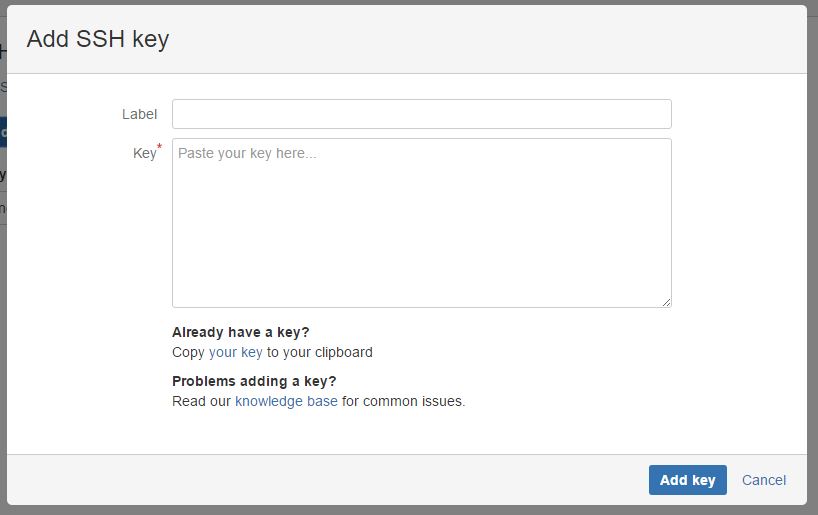 Add SSH key
Label
Key*
Paste your key here...
Already have a key?
Copy your key to your clipboard
Problems adding a key?
Read our knowledge base for common issues.
Add key Cancel